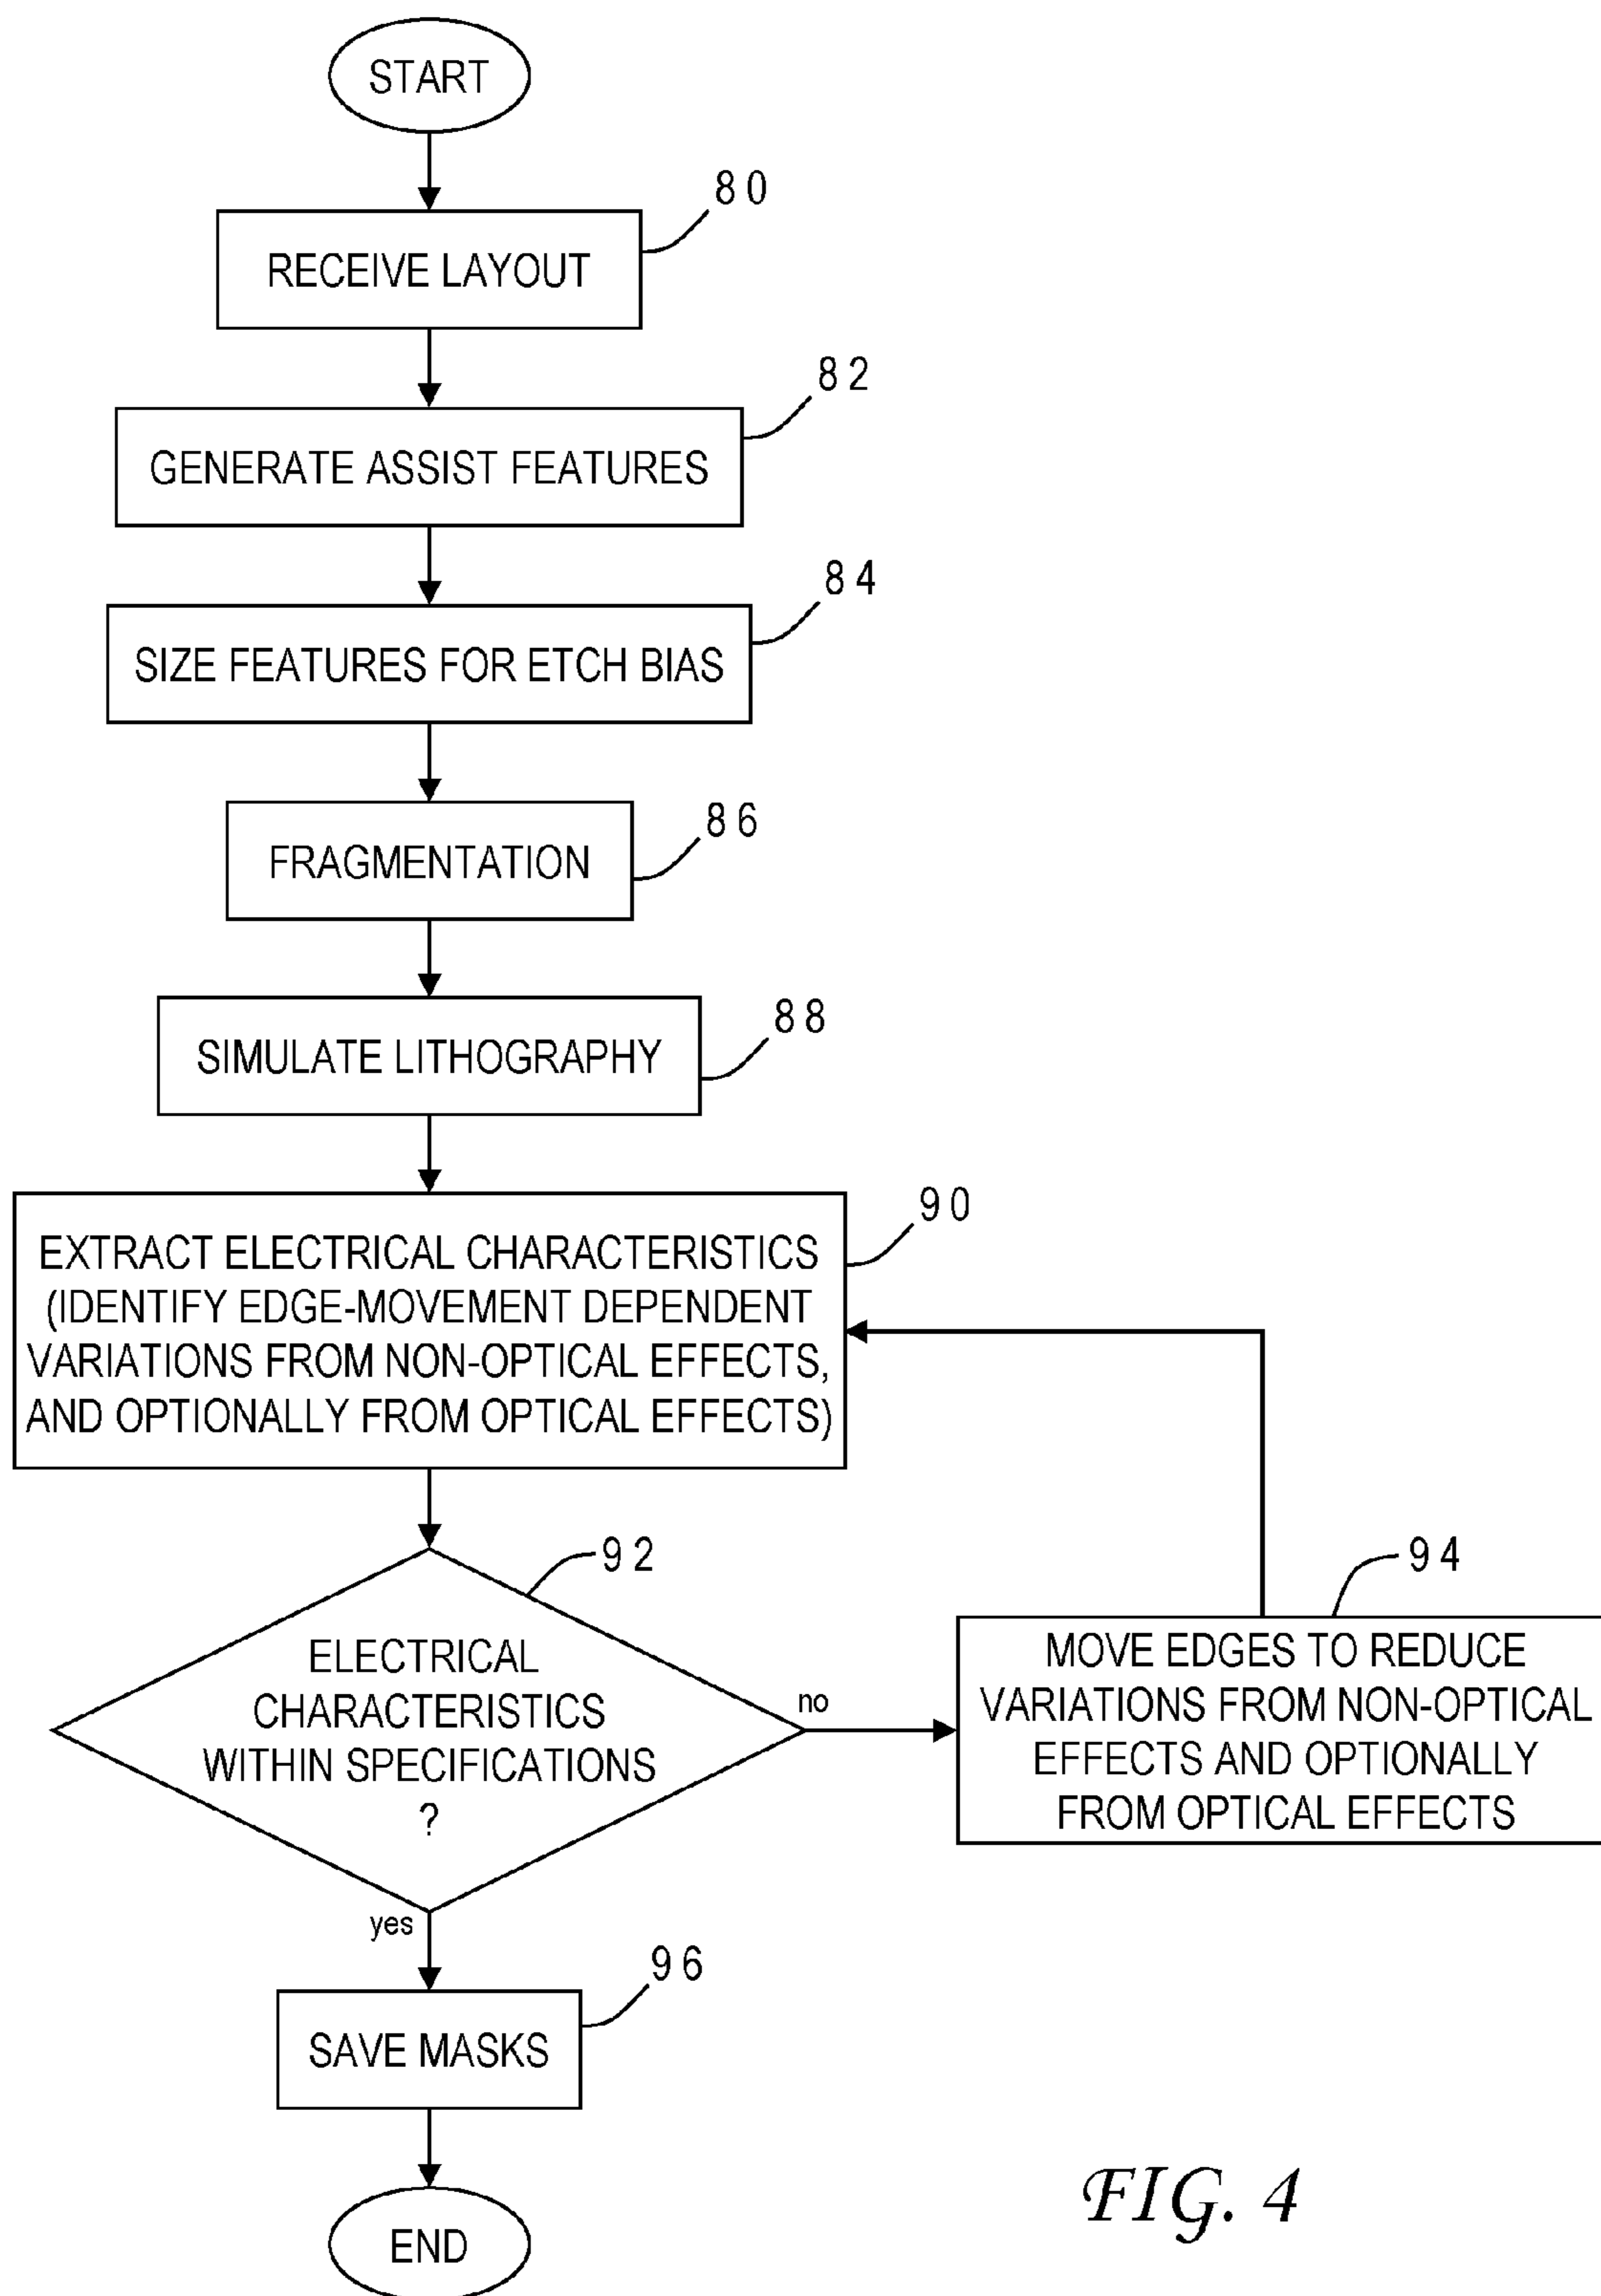 START
80
RECEIVE LAYOUT
82
GENERATE ASSIST FEATURES
84
SIZE FEATURES FOR ETCH BIAS
86
FRAGMENTATION
88
SIMULATE LITHOGRAPHY
90
EXTRACT ELECTRICAL CHARACTERISTICS
(IDENTIFY EDGE-MOVEMENT DEPENDENT
VARIATIONS FROM NON-OPTICAL EFFECTS,
AND OPTIONALLY FROM OPTICAL EFFECTS)
92
ELECTRICAL
CHARACTERISTICS
WITHIN SPECIFICATIONS
?
no
94
MOVE EDGES TO REDUCE
VARIATIONS FROM NON-OPTICAL
EFFECTS AND OPTIONALLY
FROM OPTICAL EFFECTS
yes
96
SAVE MASKS
END
FIG. 4